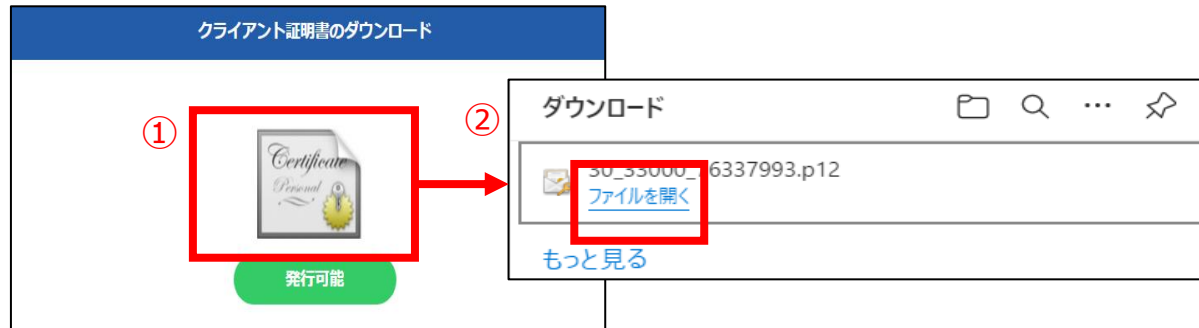 クライアント証明書のダウンロード
①
Certificate
Personal
発行可能
②
ダウンロード
30_33000_76337993.p12
ファイルを開く
もっと見る